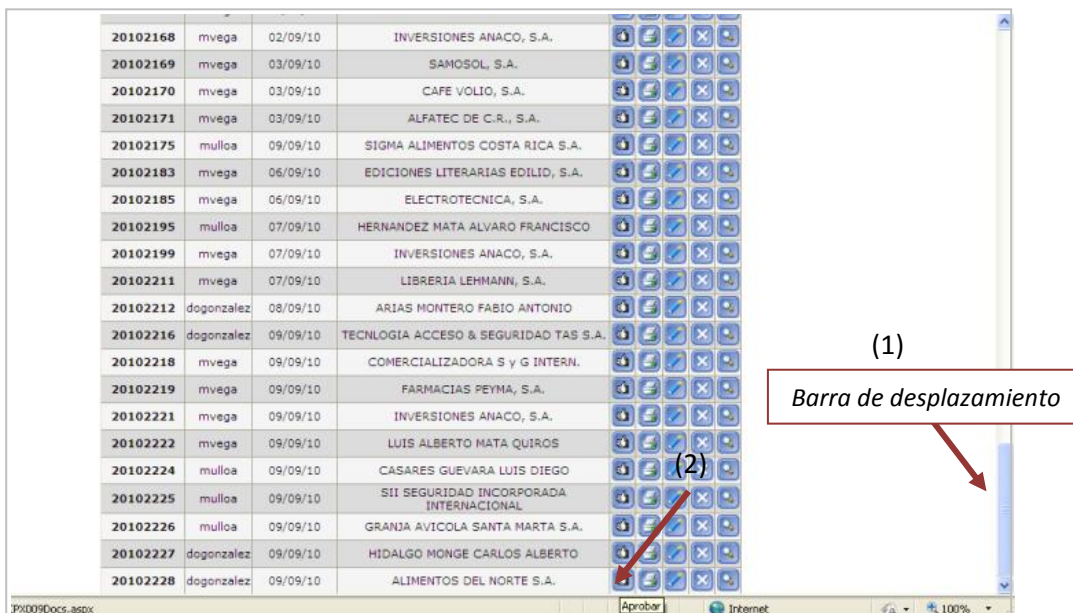 20102168 mvega 02/09/10 INVERSIONES ANACO, S.A.
20102169 mvega 03/09/10 SAMOSOL, S.A.
20102170 mvega 03/09/10 CAFE VOLIO, S.A.
20102171 mvega 03/09/10 ALFATEC DE C.R., S.A.
20102175 mulloa 09/09/10 SIGMA ALIMENTOS COSTA RICA S.A.
20102183 mvega 06/09/10 EDICIONES LITERARIAS EDILID, S.A.
20102185 mvega 06/09/10 ELECTROTECNICA, S.A.
20102195 mulloa 07/09/10 HERNANDEZ MATA ALVARO FRANCISCO
20102199 mvega 07/09/10 INVERSIONES ANACO, S.A.
20102211 mvega 07/09/10 LIBRERIA LEHMANN, S.A.
20102212 dogonzalez 08/09/10 ARIAS MONTERO FABIO ANTONIO
20102216 dogonzalez 09/09/10 TECNLOGIA ACCESO & SEGURIDAD TAS S.A.
(1)
20102218 mvega 09/09/10 COMERCIALIZADORA S y G INTERN.
20102219 mvega 09/09/10 FARMACIAS PEYMA, S.A.
Barra de desplazamiento
20102221 mvega 09/09/10 INVERSIONES ANACO, S.A.
20102222 mvega 09/09/10 LUIS ALBERTO MATA QUIROS
20102224 mulloa 09/09/10 CASARES GUEVARA LUIS DIEGO
(2)
20102225 mulloa 09/09/10 SII SEGURIDAD INCORPORADA
INTERNACIONAL
20102226 mulloa 09/09/10 GRANJA AVICOLA SANTA MARTA S.A.
20102227 dogonzalez 09/09/10 HIDALGO MONGE CARLOS ALBERTO
20102228 dogonzalez 09/09/10 ALIMENTOS DEL NORTE S.A.
PX009Docs.aspx Aprobar Internet 100%